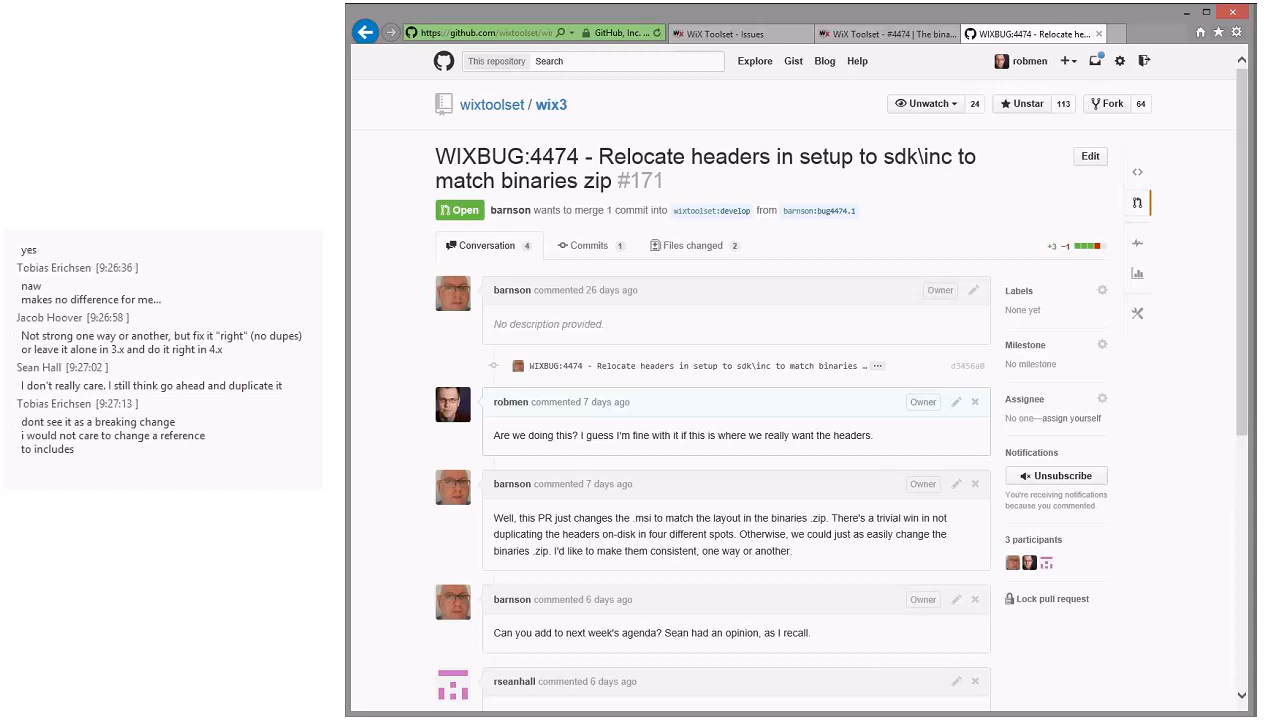 yes
Tobias Erichsen [9:26:36 ]
naw
makes no difference for me...
Jacob Hoover [9:26:58 ]
Not strong one way or another, but fix it "right" (no dupes)
or leave it alone in 3.x and do it right in 4.x
Sean Hall [9:27:02 ]
I don't really care. I still think go ahead and duplicate it
Tobias Erichsen [9:27:13 ]
dont see it as a breaking change
i would not care to change a reference
to includes
https://github.com/wixtoolset/wi
GitHub, Inc. ...
WiX Toolset - Issues
WiX Toolset - #4474 | The bina...
WIXBUG:4474 - Relocate he...
This repository
Search
Explore
Gist
Blog
Help
robmen
wixtoolset / wix3
Unwatch 24
Unstar 113
Fork 64
WIXBUG:4474 - Relocate headers in setup to sdk\inc to
match binaries zip #171
Edit
Open barnson wants to merge 1 commit into wixtoolset:develop from barnson:bug4474.1
Conversation 4
Commits 1
Files changed 2
+3 −1
barnson commented 26 days ago
Owner
No description provided.
WIXBUG:4474 - Relocate headers in setup to sdk\inc to match binaries … ...
d3456a0
robmen commented 7 days ago
Owner
Are we doing this? I guess I'm fine with it if this is where we really want the headers.
barnson commented 7 days ago
Owner
Well, this PR just changes the .msi to match the layout in the binaries .zip. There's a trivial win in not
duplicating the headers on-disk in four different spots. Otherwise, we could just as easily change the
binaries .zip. I'd like to make them consistent, one way or another.
barnson commented 6 days ago
Owner
Can you add to next week's agenda? Sean had an opinion, as I recall.
rseanhall commented 6 days ago
Labels
None yet
Milestone
No milestone
Assignee
No one—assign yourself
Notifications
Unsubscribe
You're receiving notifications
because you commented.
3 participants
Lock pull request